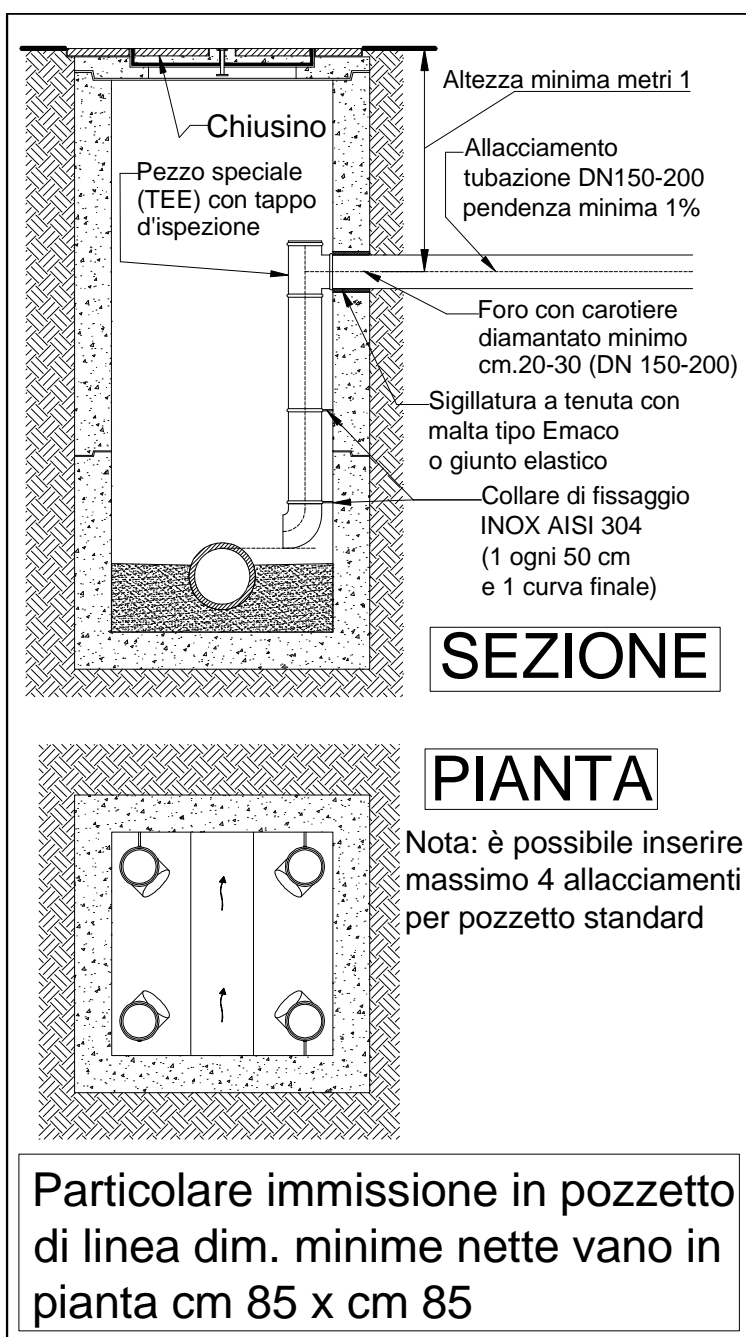 Altezza minima metri 1
Chiusino
Allacciamento
tubazione DN150-200
pendenza minima 1%
Pezzo speciale
(TEE) con tappo
d'ispezione
Foro con carotiere
diamantato minimo
cm.20-30 (DN 150-200)
Sigillatura a tenuta con
malta tipo Emaco
o giunto elastico
Collare di fissaggio
INOX AISI 304
(1 ogni 50 cm
e 1 curva finale)
SEZIONE
PIANTA
Nota: è possibile inserire
massimo 4 allacciamenti
per pozzetto standard
Particolare immissione in pozzetto
di linea dim. minime nette vano in
pianta cm 85 x cm 85